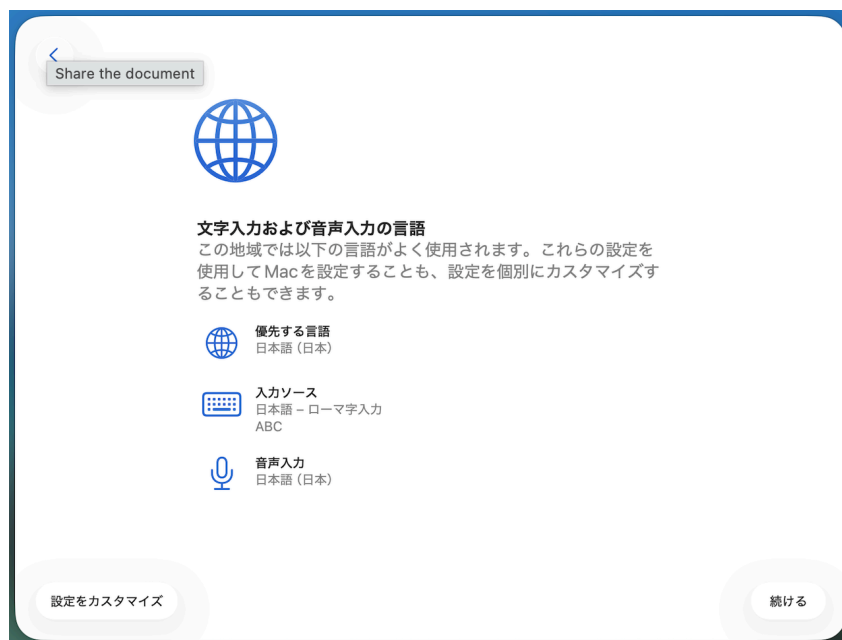 Share the document
文字入力および音声入力の言語
この地域では以下の言語がよく使用されます。これらの設定を
使用してMacを設定することも、設定を個別にカスタマイズす
ることもできます。
優先する言語
日本語 (日本)
入力ソース
日本語 – ローマ字入力
ABC
音声入力
日本語 (日本)
設定をカスタマイズ
続ける